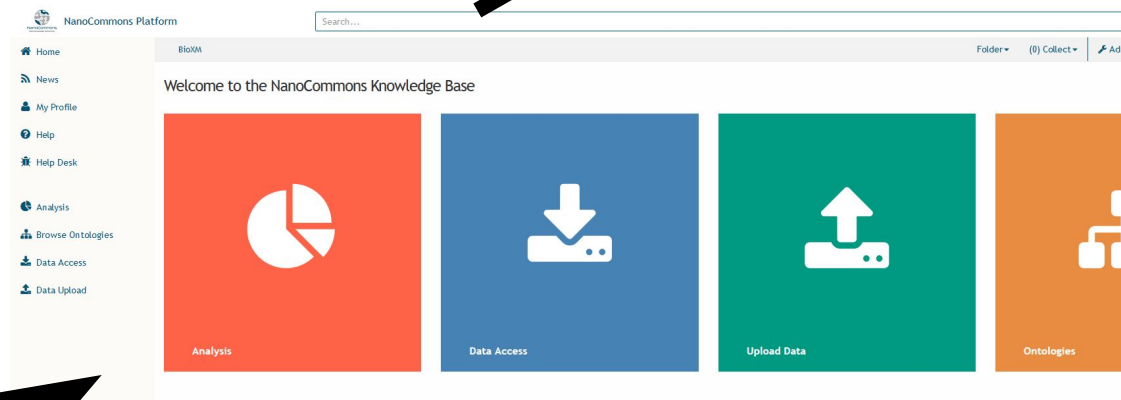 NanoCommons Platform
Search...
Home
News
My Profile
Help
Help Desk
Analysis
Browse Ontologies
Data Access
Data Upload
BioXM
Folder
(0) Collect
Ad
Welcome to the NanoCommons Knowledge Base
Analysis
Data Access
Upload Data
Ontologies